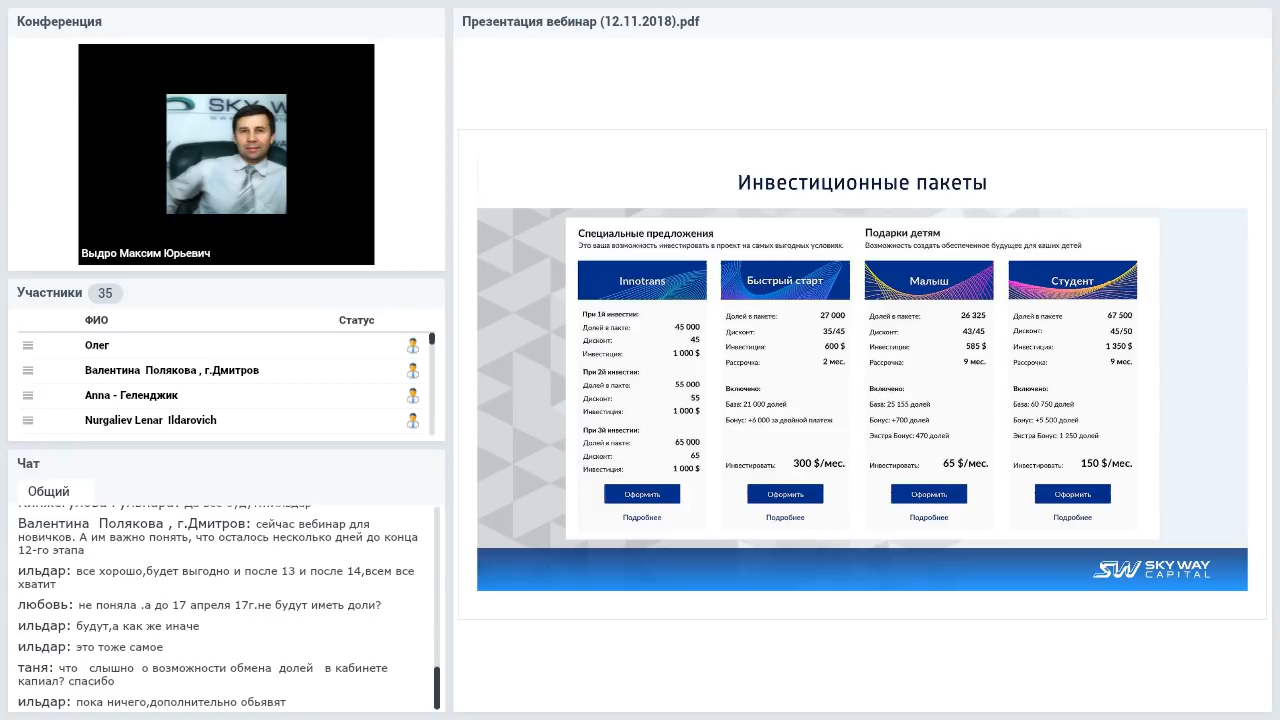 Конференция
SKY W
Выдро Максим Юрьевич
Участники 35
ФИО Статус
Олег
Валентина Полякова , г.Дмитров
Anna - Геленджик
Nurgaliev Lenar Ildarovich
Чат
Общий
Валентина Полякова , г.Дмитров: сейчас вебинар для
новичков. А им важно понять, что осталось несколько дней до конца
12-го этапа
ильдар: все хорошо,будет выгодно и после 13 и после 14,всем все
хватит
любовь: не поняла .а до 17 апреля 17г.не будут иметь доли?
ильдар: будут,а как же иначе
ильдар: это тоже самое
таня: что слышно о возможности обмена долей в кабинете
капиал? спасибо
ильдар: пока ничего,дополнительно обьявят
Презентация вебинар (12.11.2018).pdf
Инвестиционные пакеты
Специальные предложения
Это ваша возможность инвестировать в проект на самых выгодных условиях.
Innotrans
При 1й инвестии:
Долей в пакте: 45 000
Дисконт: 45
Инвестиция: 1 000 $
При 2й инвестии:
Долей в пакте: 55 000
Дисконт: 55
Инвестиция: 1 000 $
При 3й инвестии:
Долей в пакте: 65 000
Дисконт: 65
Инвестиция: 1 000 $
Оформить
Подробнее
Быстрый старт
Долей в пакете: 27 000
Дисконт: 35/45
Инвестиция: 600 $
Рассрочка: 2 мес.
Включено:
База: 21 000 долей
Бонус: +6 000 за двойной платеж
Инвестировать: 300 $/мес.
Оформить
Подробнее
Подарки детям
Возможность создать обеспеченное будущее для ваших детей
Малыш
Долей в пакете: 26 325
Дисконт: 43/45
Инвестиция: 585 $
Рассрочка: 9 мес.
Включено:
База: 25 155 долей
Бонус: +700 долей
Экстра Бонус: 470 долей
Инвестировать: 65 $/мес.
Оформить
Подробнее
Студент
Долей в пакете 67 500
Дисконт: 45/50
Инвестиция: 1 350 $
Рассрочка: 9 мес.
Включено:
База: 60 750 долей
Бонус: +5 500 долей
Экстра Бонус: 1 250 долей
Инвестировать: 150 $/мес.
Оформить
Подробнее
SW SKY WAY
CAPITAL